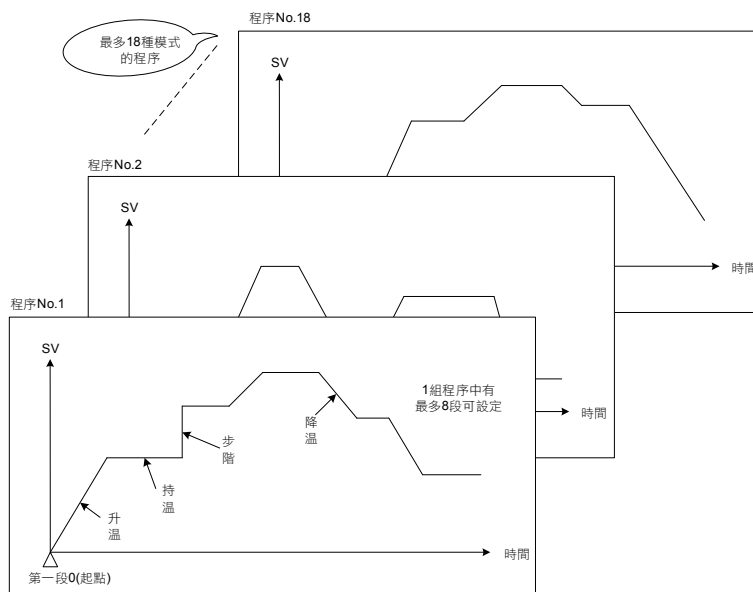 程序No.18
最多18種模式
的程序
SV
時間
程序No.2
SV
時間
程序No.1
SV
1組程序中有
最多8段可設定
降
温
步
階
持
温
升
温
時間
第一段0(起點)